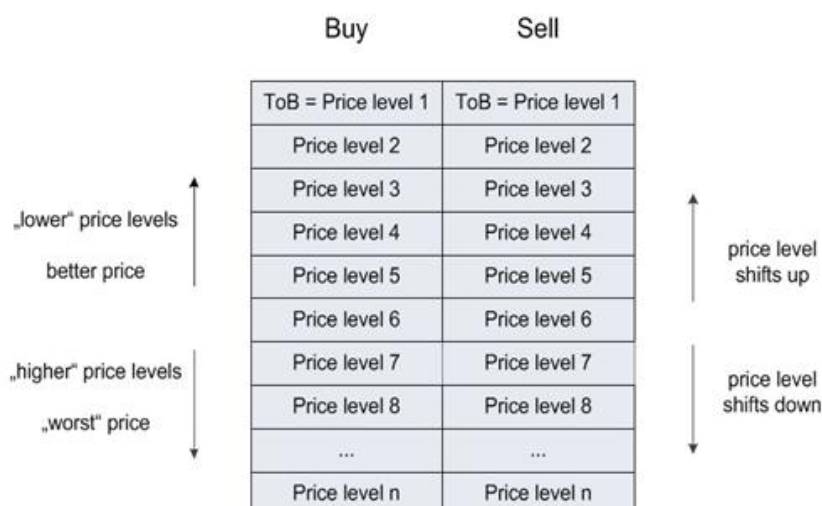 Buy Sell
ToB = Price level 1 ToB = Price level 1
Price level 2 Price level 2
Price level 3 Price level 3
„lower“ price levels
Price level 4 Price level 4
price level
better price
Price level 5 Price level 5
shifts up
Price level 6 Price level 6
„higher“ price levels
Price level 7 Price level 7
price level
Price level 8 Price level 8
shifts down
„worst“ price
... ...
Price level n Price level n